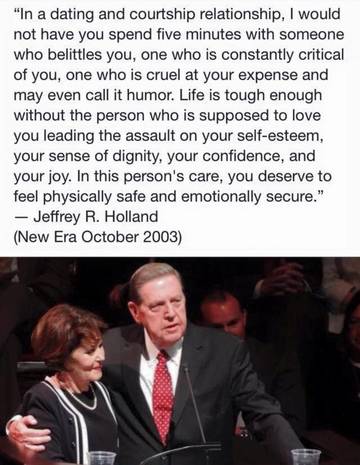 “In a dating and courtship relationship, I would
not have you spend five minutes with someone
who belittles you, one who is constantly critical
of you, one who is cruel at your expense and
may even call it humor. Life is tough enough
without the person who is supposed to love
you leading the assault on your self-esteem,
your sense of dignity, your confidence, and
your joy. In this person's care, you deserve to
feel physically safe and emotionally secure.”
— Jeffrey R. Holland
(New Era October 2003)